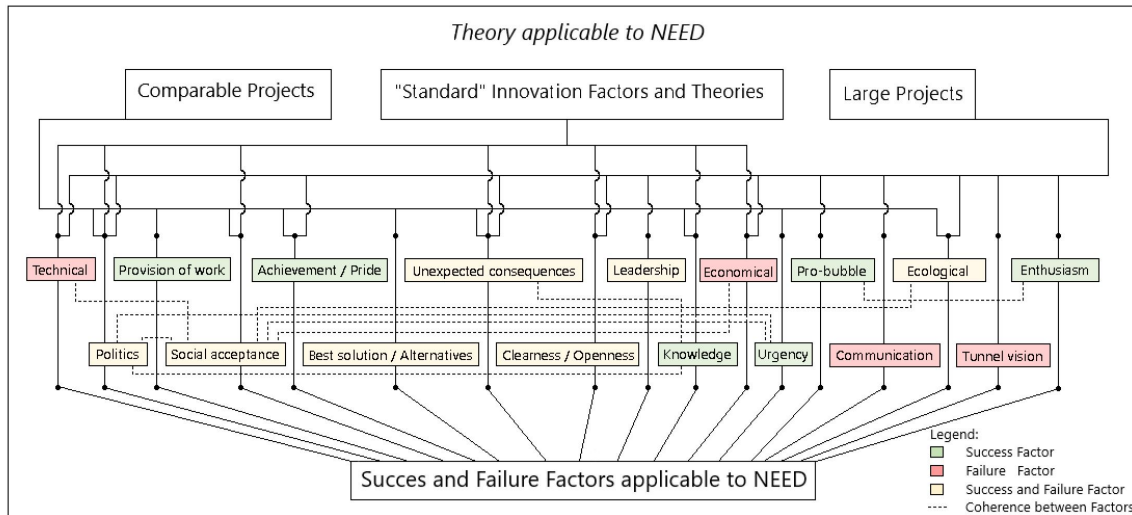 Theory applicable to NEED
Comparable Projects
"Standard" Innovation Factors and Theories
Large Projects
Technical
Provision of work
Achievement / Pride
Unexpected consequences
Leadership
Economical
Pro-bubble
Ecological
Enthusiasm
Politics
Social acceptance
Best solution / Alternatives
Clearness / Openness
Knowledge
Urgency
Communication
Tunnel vision
Succes and Failure Factors applicable to NEED
Legend:
Success Factor
Failure Factor
Success and Failure Factor
Coherence between Factors